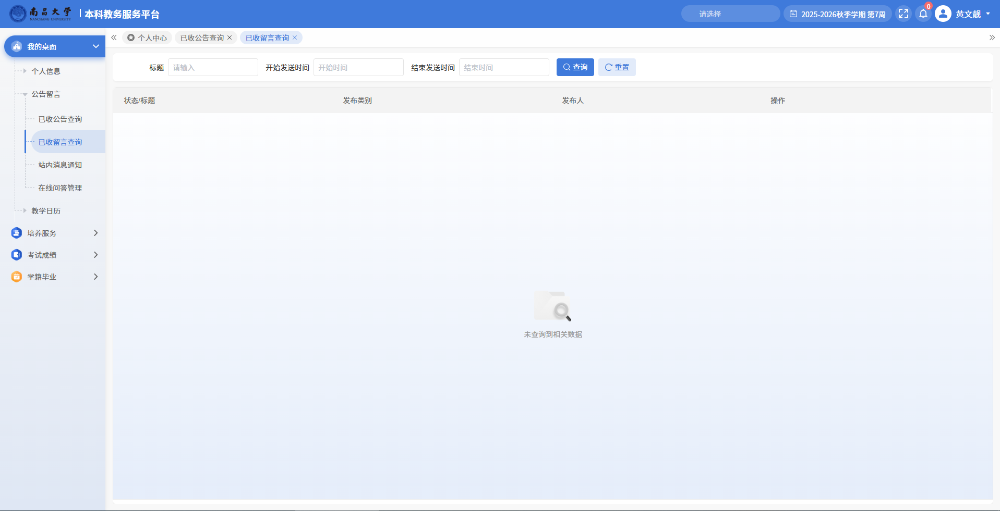 南昌大学
NANCHANG UNIVERSITY
本科教务服务平台
请选择
2025-2026秋季学期 第7周
0
黄文靓
我的桌面
个人信息
公告留言
已收公告查询
已收留言查询
站内消息通知
在线问答管理
教学日历
培养服务
考试成绩
学籍毕业
个人中心
已收公告查询
已收留言查询
标题 请输入 开始发送时间 开始时间 结束发送时间 结束时间 查询 重置
状态/标题 发布类别 发布人 操作
未查询到相关数据